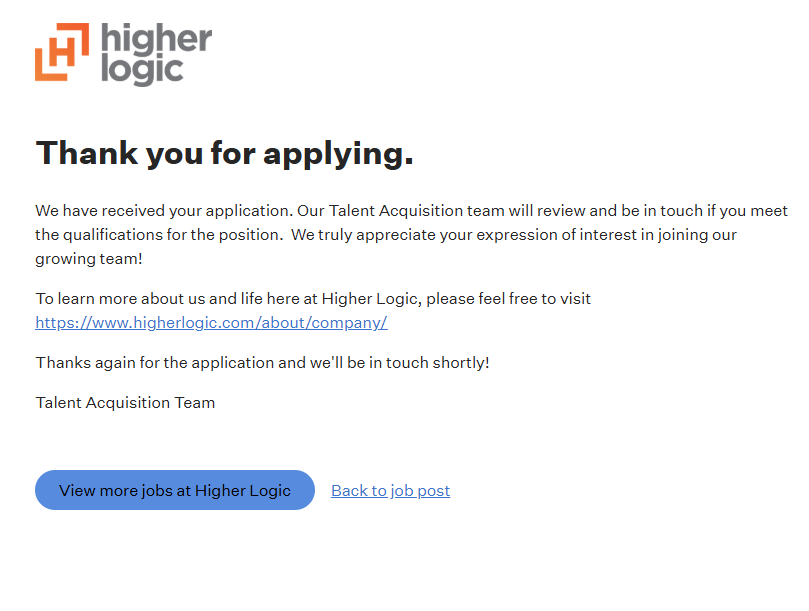 higher
logic
Thank you for applying.
We have received your application. Our Talent Acquisition team will review and be in touch if you meet
the qualifications for the position.  We truly appreciate your expression of interest in joining our
growing team!
To learn more about us and life here at Higher Logic, please feel free to visit
https://www.higherlogic.com/about/company/
Thanks again for the application and we'll be in touch shortly!
Talent Acquisition Team
View more jobs at Higher Logic
Back to job post